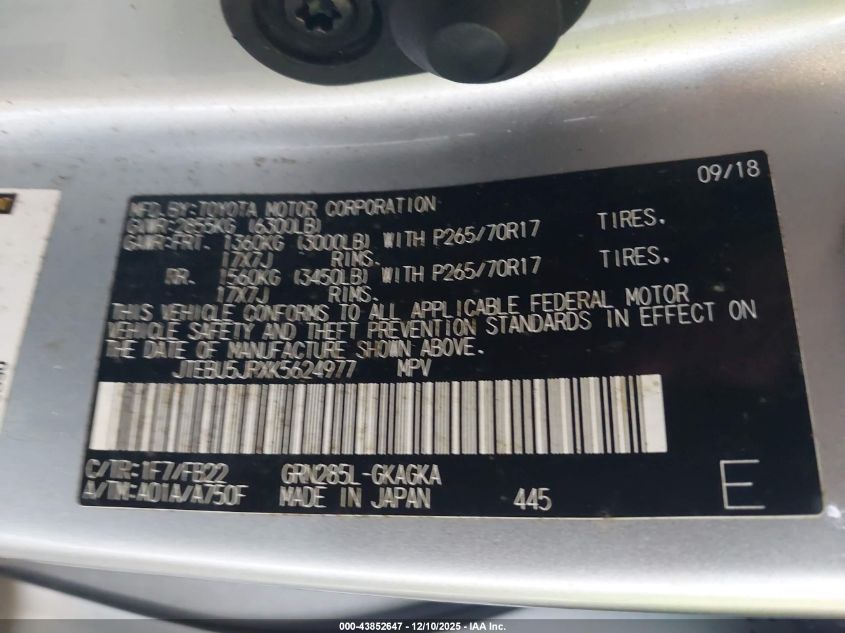 09/18
MFD.BY:TOYOTA MOTOR CORPORATION
GVWR:2855KG (6300LB)
GAWR:FRT. 1360KG (3000LB) WITH P265/70R17 TIRES.
17X7J RIMS.
RR. 1560KG (3450LB) WITH P265/70R17 TIRES.
17X7J RIMS.
THIS VEHICLE CONFORMS TO ALL APPLICABLE FEDERAL MOTOR
VEHICLE SAFETY AND THEFT PREVENTION STANDARDS IN EFFECT ON
THE DATE OF MANUFACTURE SHOWN ABOVE.
JTEBU5JRXK5624977 MPV
C/TR:1F7/FB22 GRN285L-GKAGKA
A/TM:A01A/A750F MADE IN JAPAN 445 E
000-43852647 - 12/10/2025 - IAA Inc.